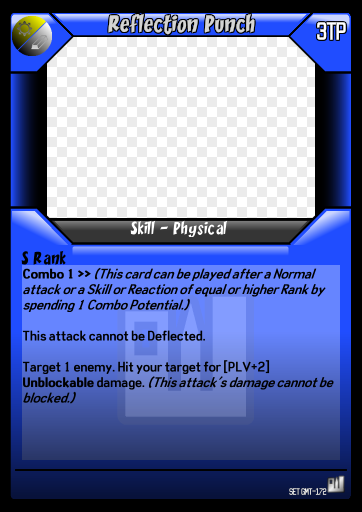 Reflection Punch
3TP
Skill - Physical
S Rank
Combo 1 >> (This card can be played after a Normal
attack or a Skill or Reaction of equal or higher Rank by
spending 1 Combo Potential.)
This attack cannot be Deflected.
Target 1 enemy. Hit your target for [PLV+2]
Unblockable damage. (This attack's damage cannot be
blocked.)
SET GMT-172